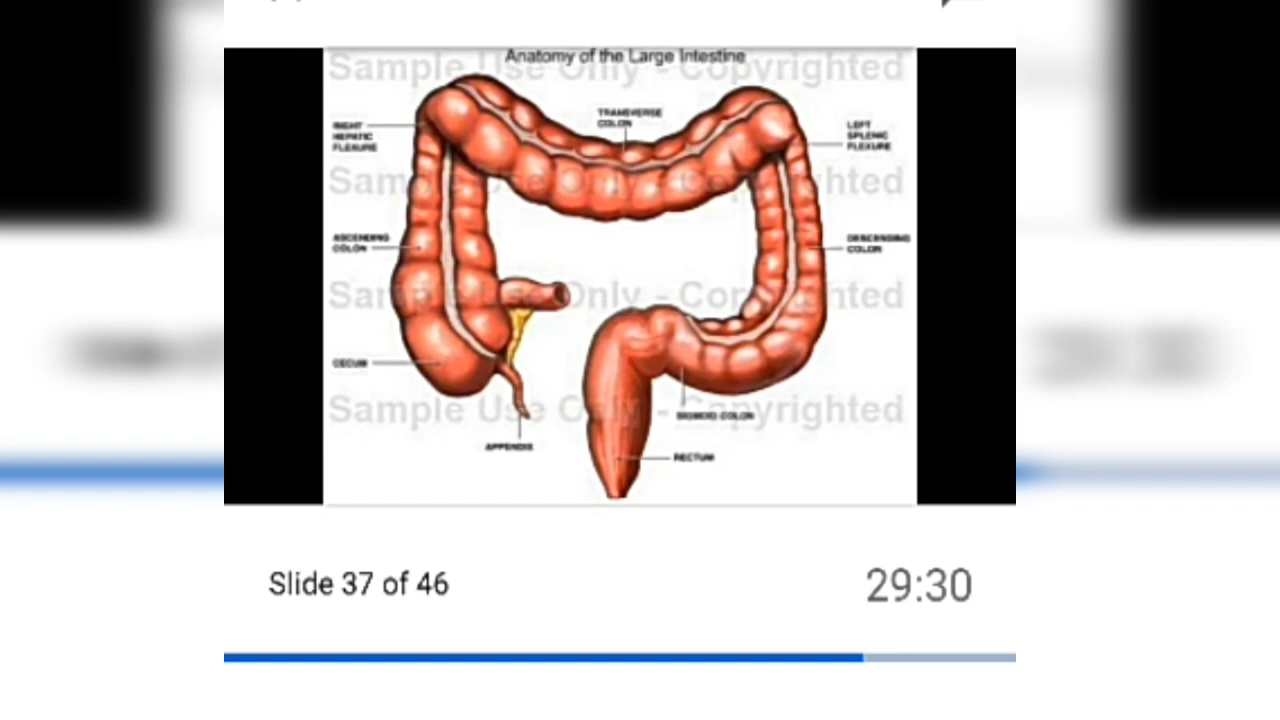 Anatomy of the Large Intestine
Sample Use Only - Copyrighted
TRANSVERSE
COLON
RIGHT
HEPATIC
FLEXURE
LEFT
SPLENIC
FLEXURE
Sample Use Only - Copyrighted
ASCENDING
COLON
DESCENDING
COLON
Sample Use Only - Copyrighted
CECUM
Sample Use Only - Copyrighted
SIGMOID COLON
APPENDIX
RECTUM
Slide 37 of 46
29:30